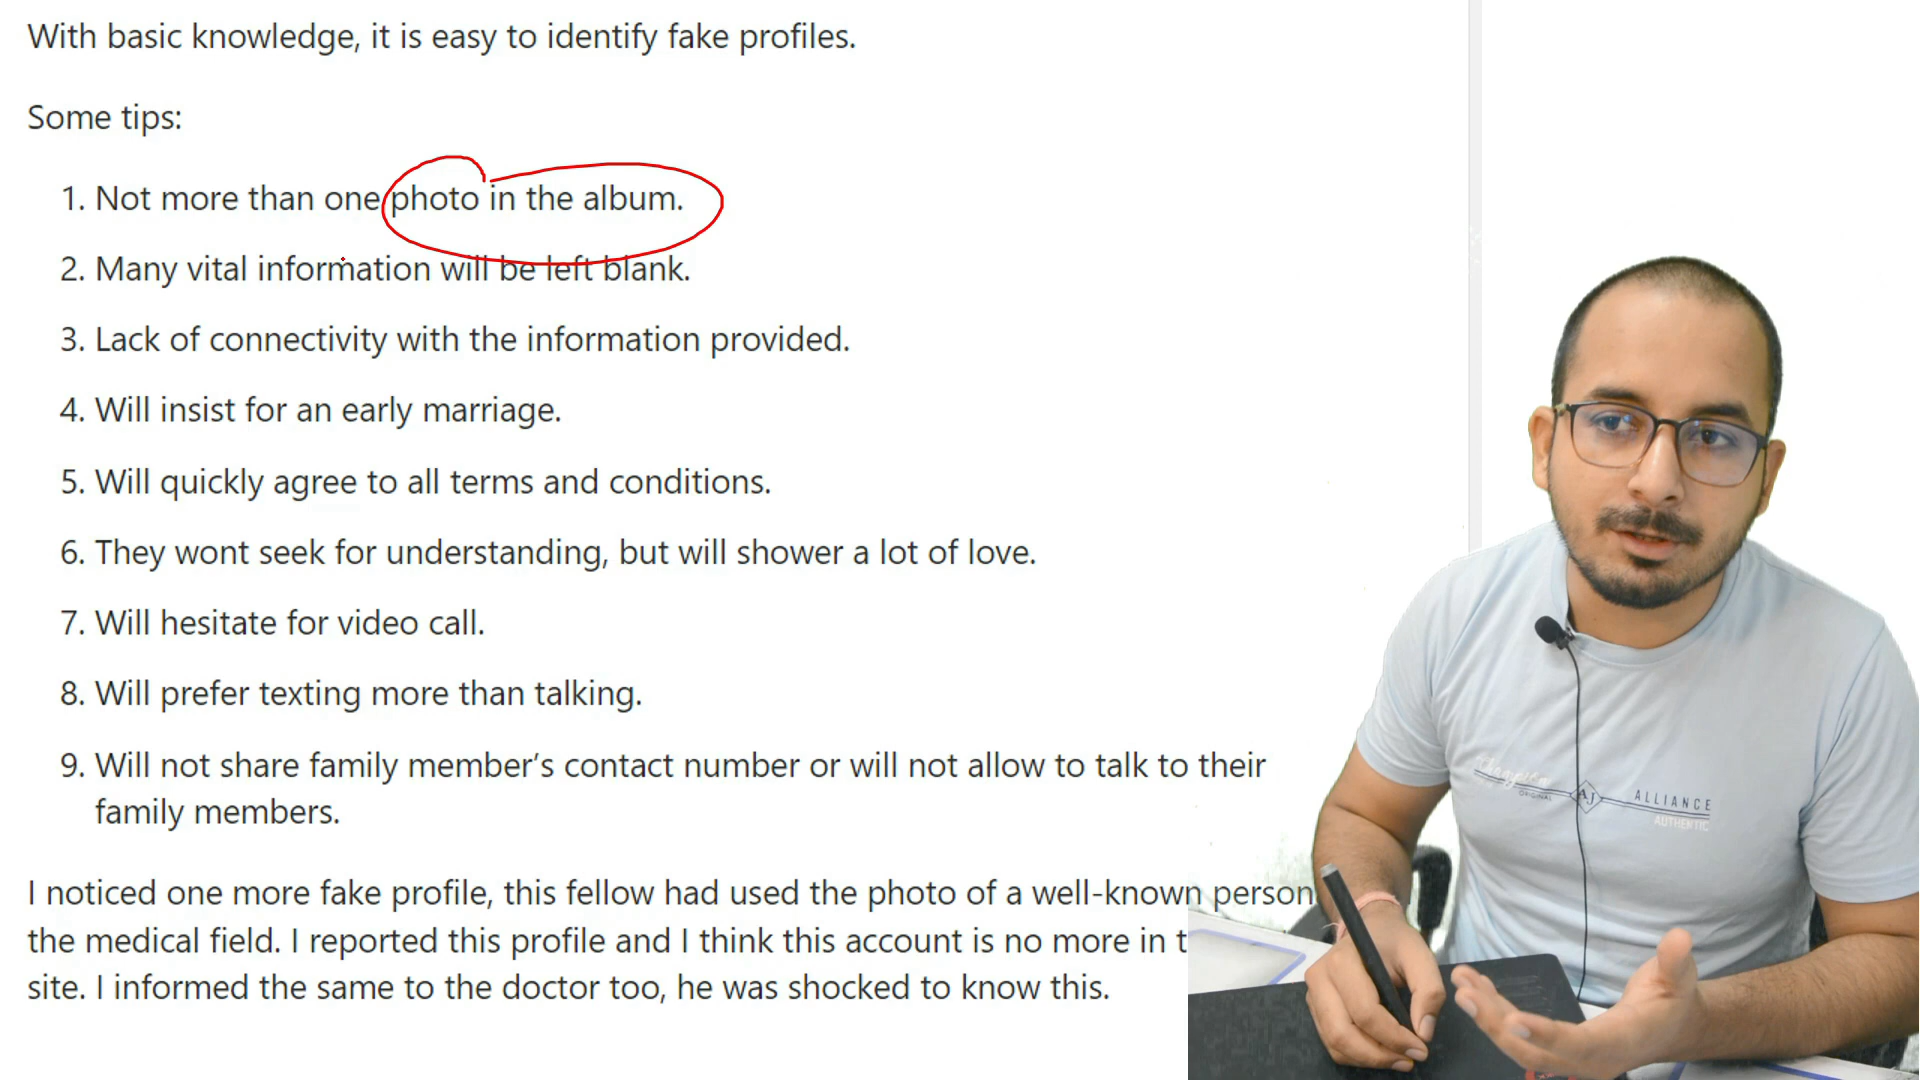 With basic knowledge, it is easy to identify fake profiles.
Some tips:
1. Not more than one photo in the album.
2. Many vital information will be left blank.
3. Lack of connectivity with the information provided.
4. Will insist for an early marriage.
5. Will quickly agree to all terms and conditions.
6. They wont seek for understanding, but will shower a lot of love.
7. Will hesitate for video call.
8. Will prefer texting more than talking.
9. Will not share family member’s contact number or will not allow to talk to their
family members.
I noticed one more fake profile, this fellow had used the photo of a well-known person
the medical field. I reported this profile and I think this account is no more in t
site. I informed the same to the doctor too, he was shocked to know this.
Champion
ORIGINAL
AJ
ALLIANCE
AUTHENTIC